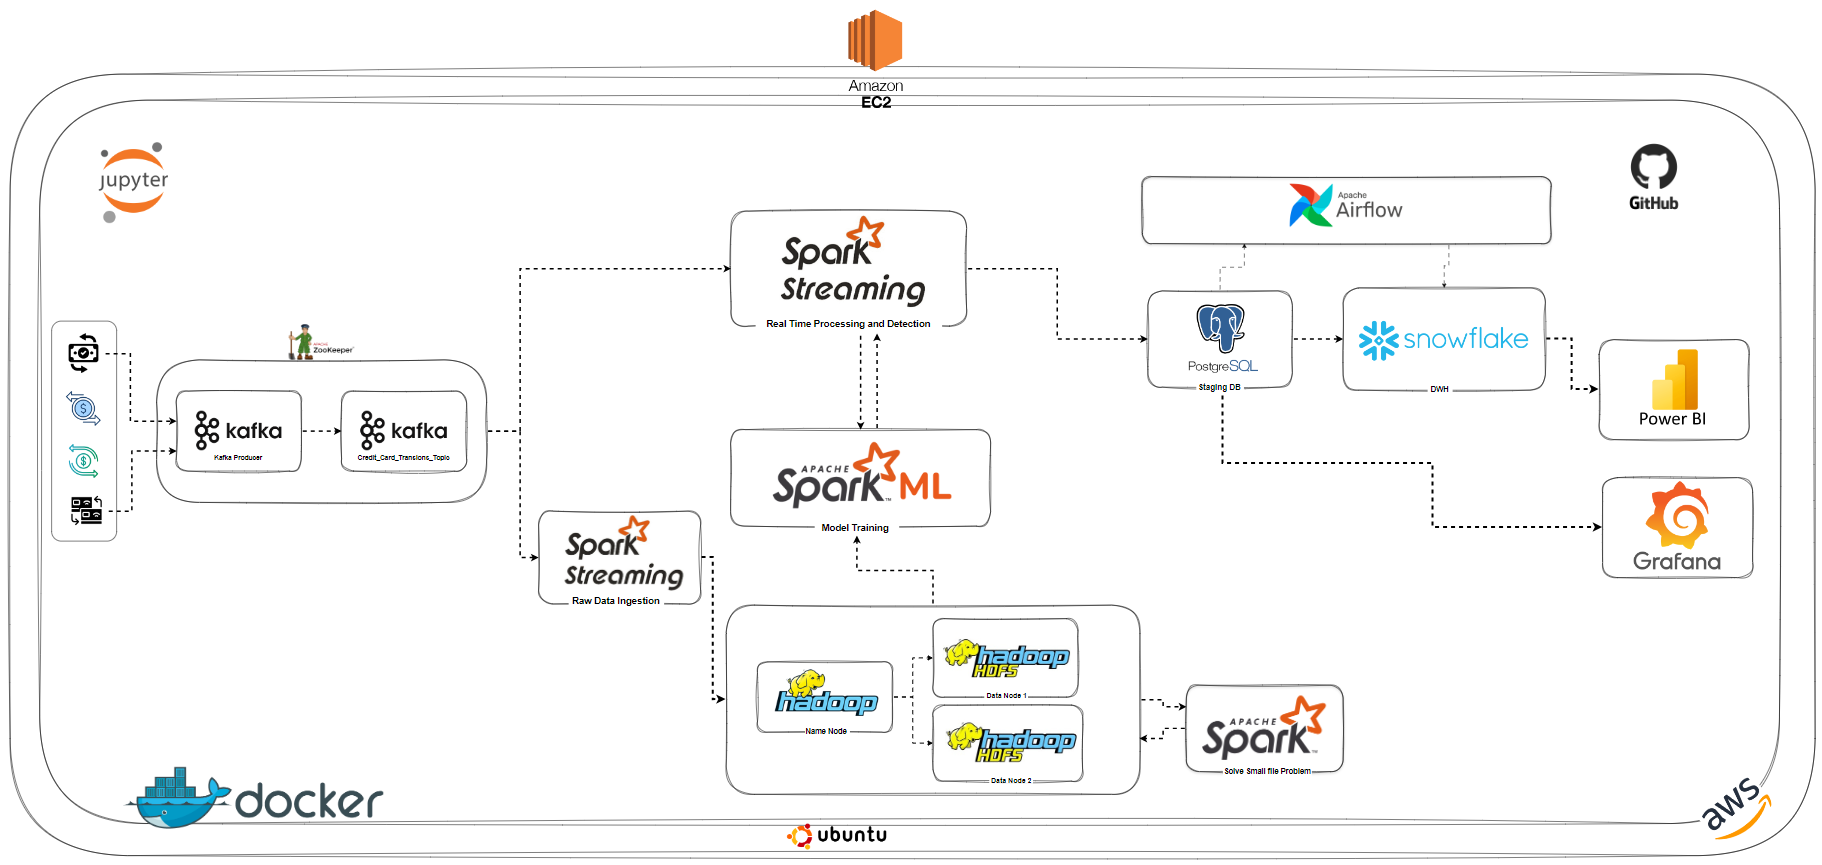 Amazon
EC2
jupyter
GitHub
Apache
Airflow
Spark
Streaming
Real Time Processing and Detection
PostgreSQL
Staging DB
snowflake
DWH
Power BI
Grafana
APACHE
ZooKeeper
kafka
Kafka Producer
kafka
Credit_Card_Transions_Topic
APACHE
Spark ML
TM
Model Training
Spark
Streaming
Raw Data Ingestion
hadoop
Name Node
hadoop
HDFS
Data Node 1
hadoop
HDFS
Data Node 2
APACHE
Spark
TM
Solve Small file Problem
docker
ubuntu
aws